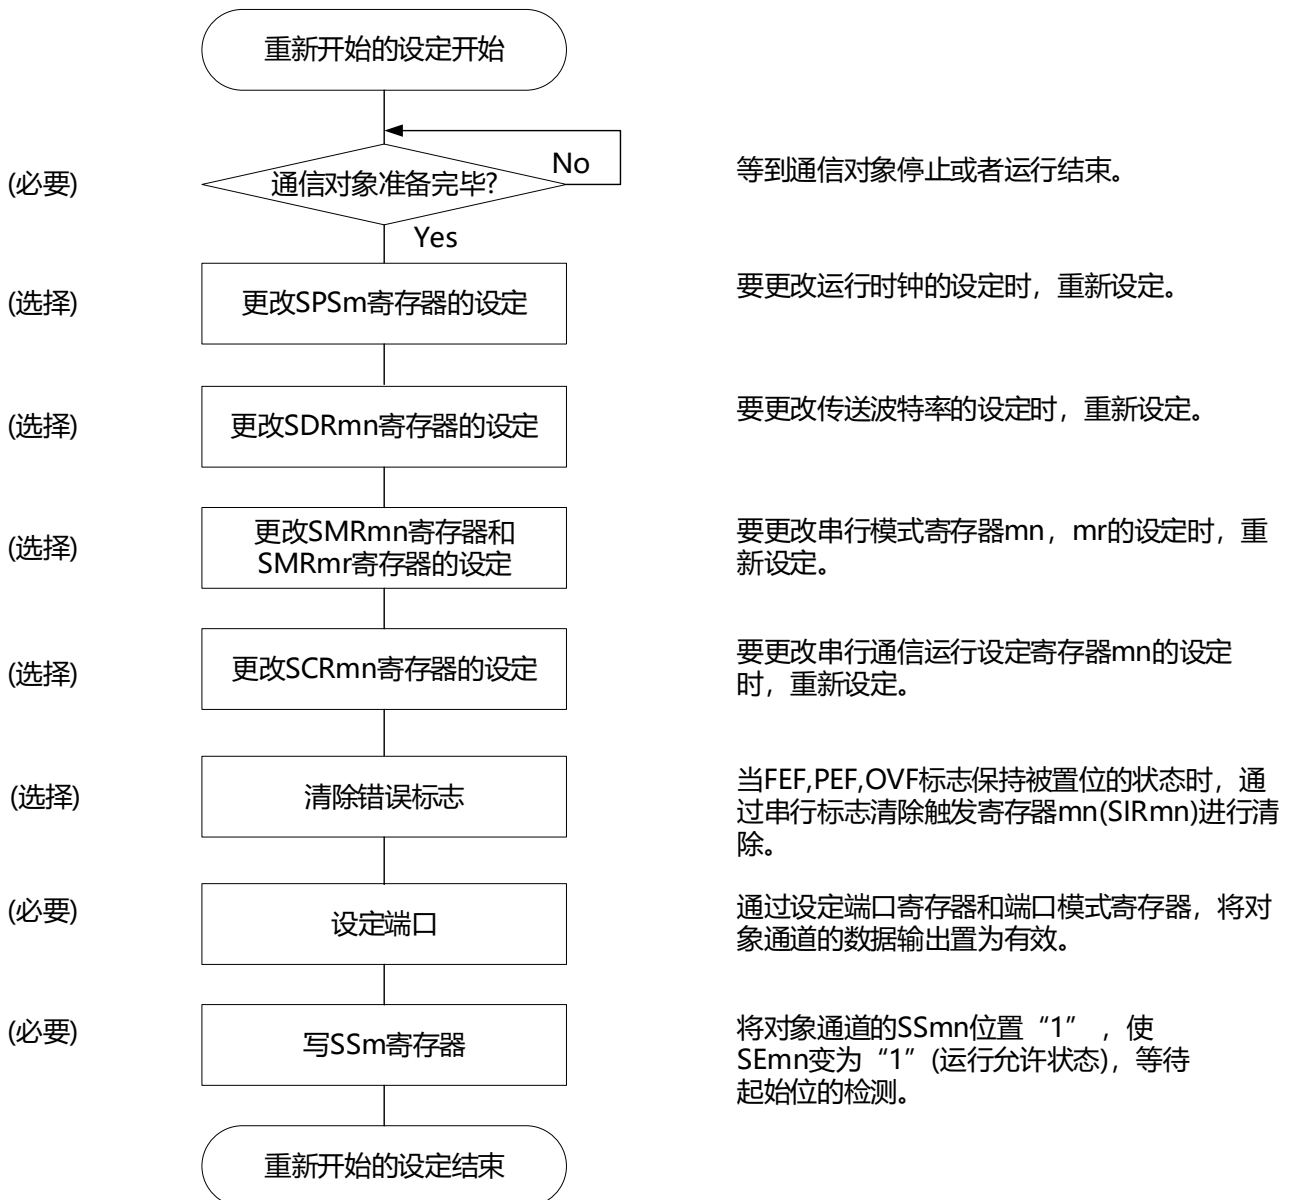 重新开始的设定开始
No
(必要)
通信对象准备完毕?
等到通信对象停止或者运行结束。
Yes
(选择)
更改SPSm寄存器的设定
要更改运行时钟的设定时，重新设定。
(选择)
更改SDRmn寄存器的设定
要更改传送波特率的设定时，重新设定。
(选择)
更改SMRmn寄存器和
SMRmr寄存器的设定
要更改串行模式寄存器mn，mr的设定时，重
新设定。
(选择)
更改SCRmn寄存器的设定
要更改串行通信运行设定寄存器mn的设定
时，重新设定。
(选择)
清除错误标志
当FEF,PEF,OVF标志保持被置位的状态时，通
过串行标志清除触发寄存器mn(SIRmn)进行清
除。
(必要)
设定端口
通过设定端口寄存器和端口模式寄存器，将对
象通道的数据输出置为有效。
(必要)
写SSm寄存器
将对象通道的SSmn位置“1”，使
SEmn变为“1”(运行允许状态)，等待
起始位的检测。
重新开始的设定结束